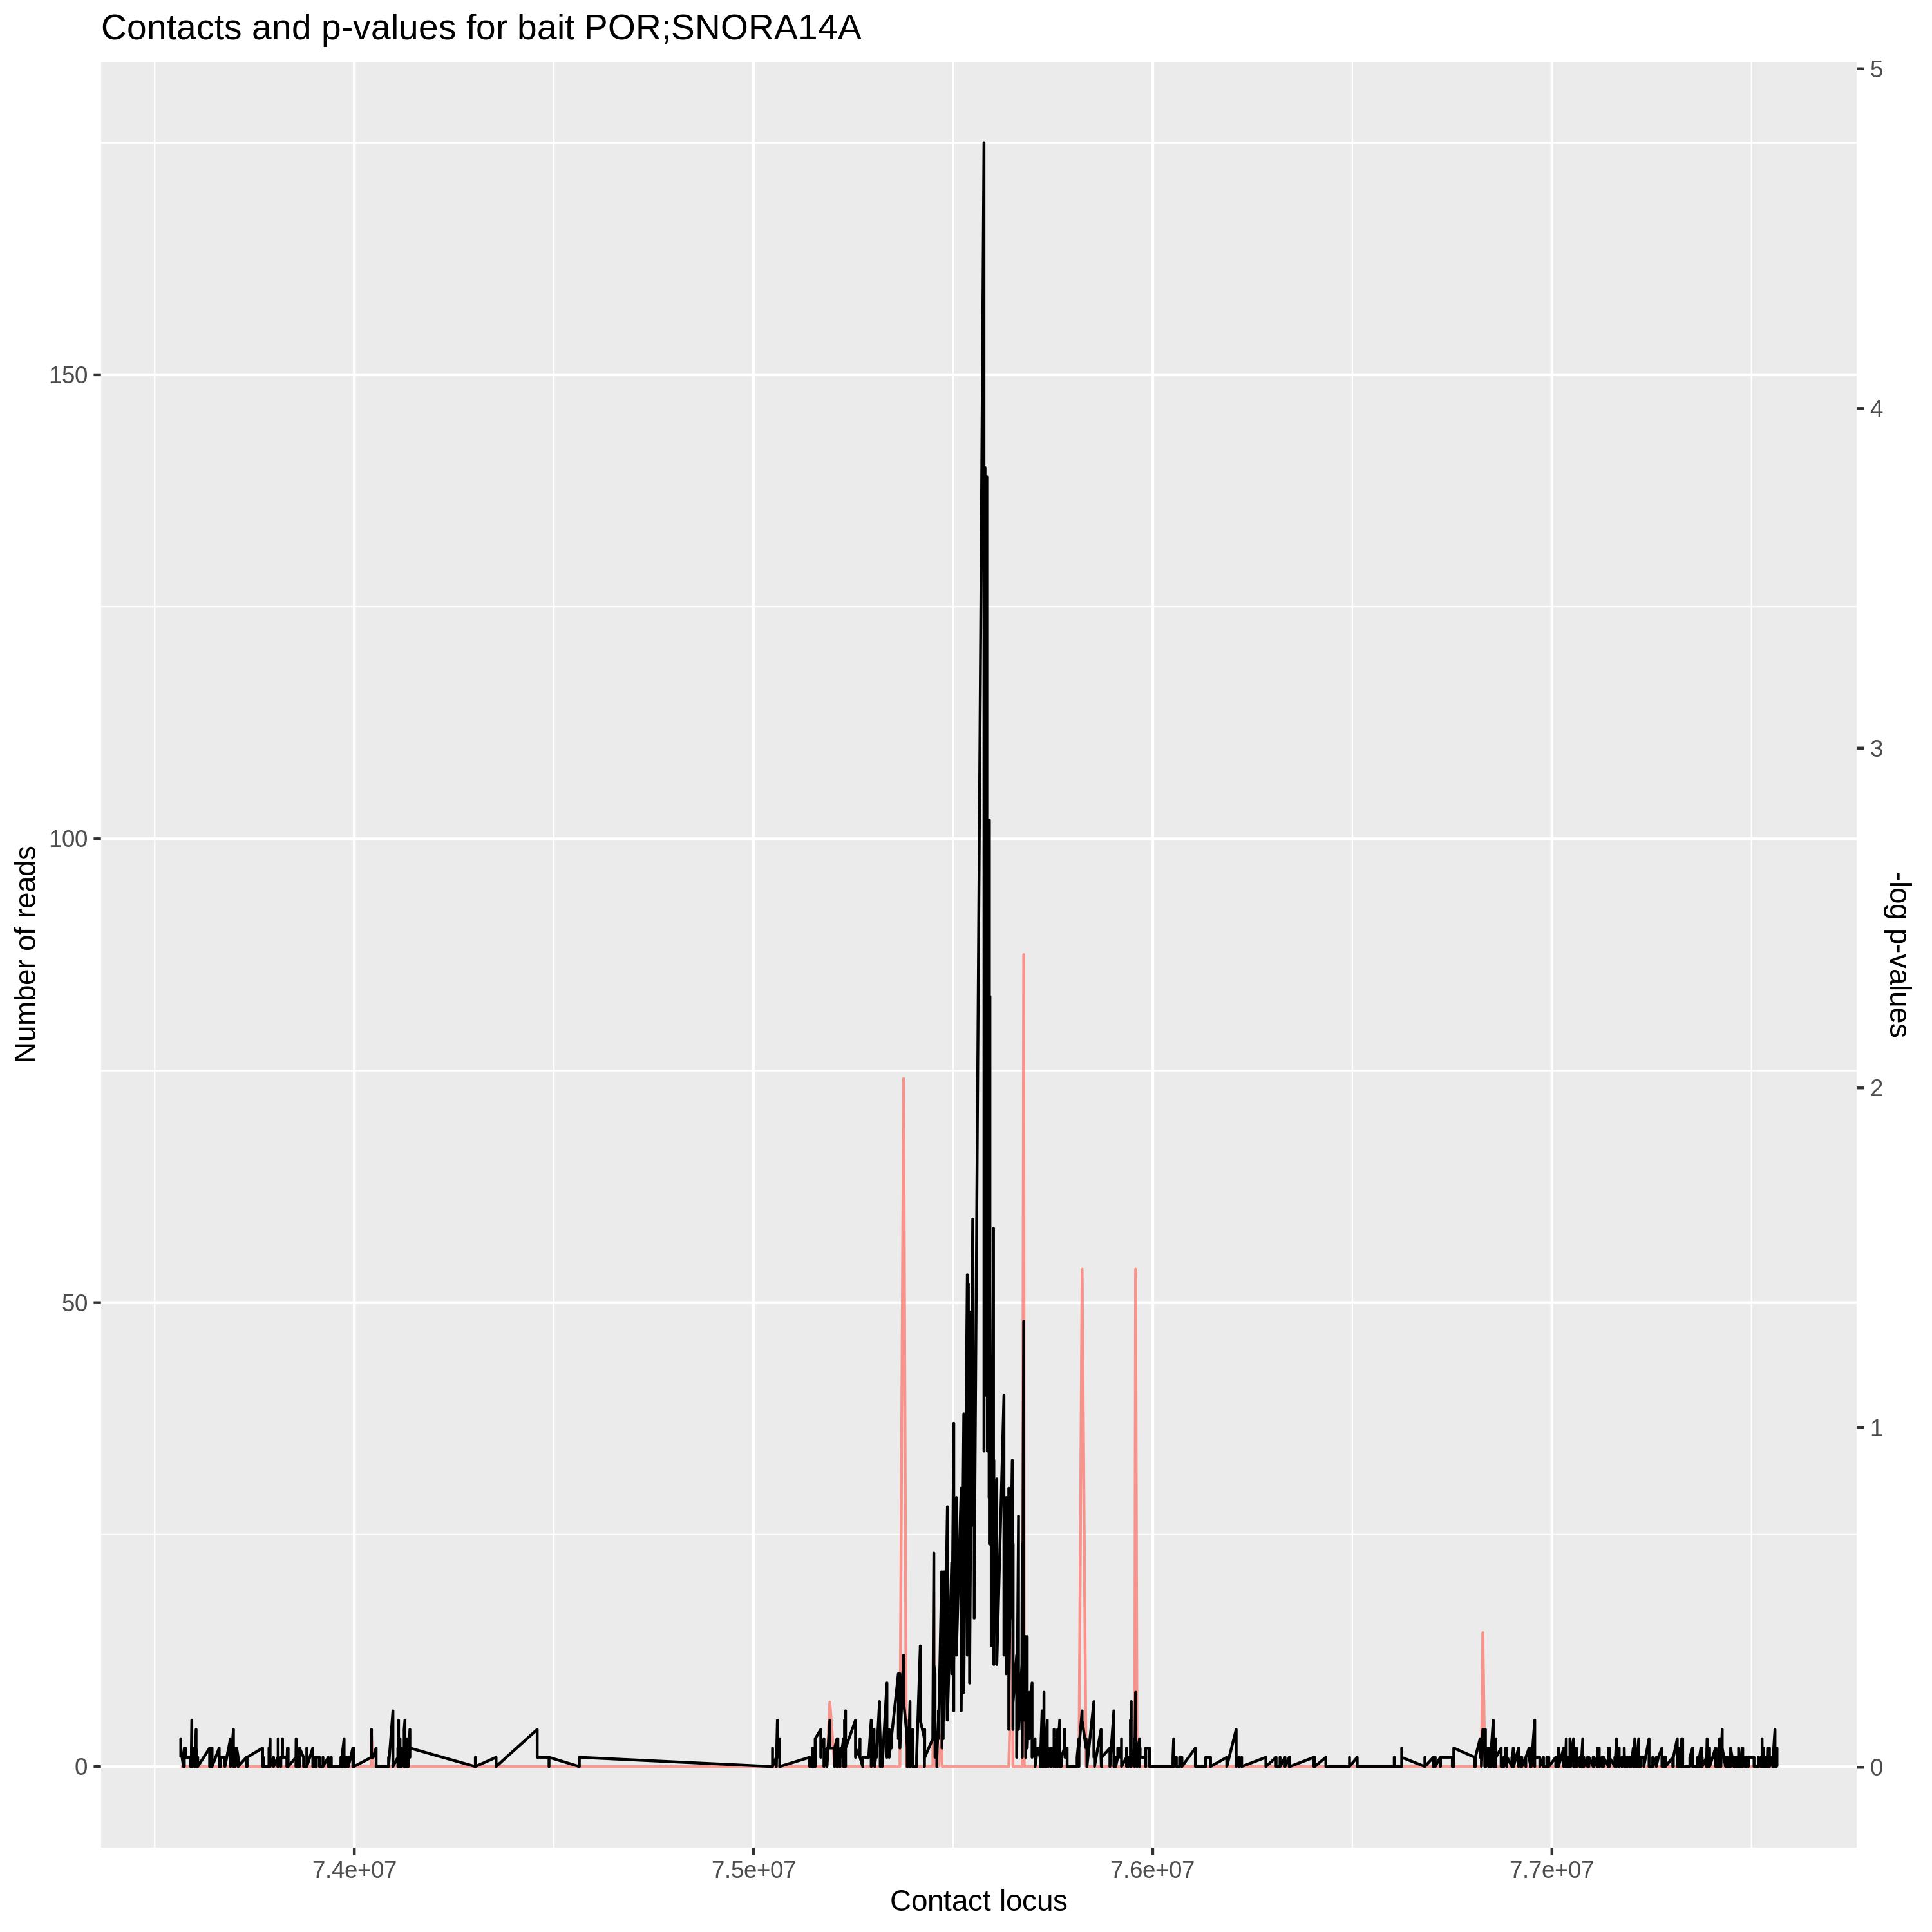 Contacts and p-values for bait POR;SNORA14A
Number of reads
150
100
50
0
5
4
3
2
1
0
-log p-values
7.4e+07
7.5e+07
7.6e+07
7.7e+07
Contact locus